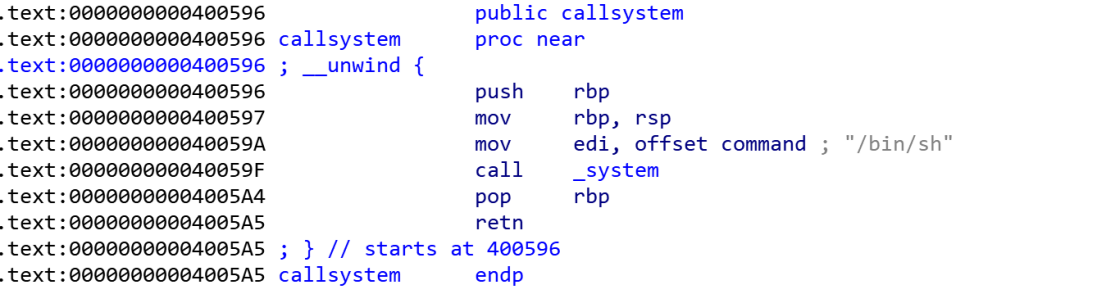 .text:0000000000400596                 public callsystem
.text:0000000000400596 callsystem      proc near
.text:0000000000400596 ; __unwind {
.text:0000000000400596                 push    rbp
.text:0000000000400597                 mov     rbp, rsp
.text:000000000040059A                 mov     edi, offset command ; "/bin/sh"
.text:000000000040059F                 call    _system
.text:00000000004005A4                 pop     rbp
.text:00000000004005A5                 retn
.text:00000000004005A5 ; } // starts at 400596
.text:00000000004005A5 callsystem      endp